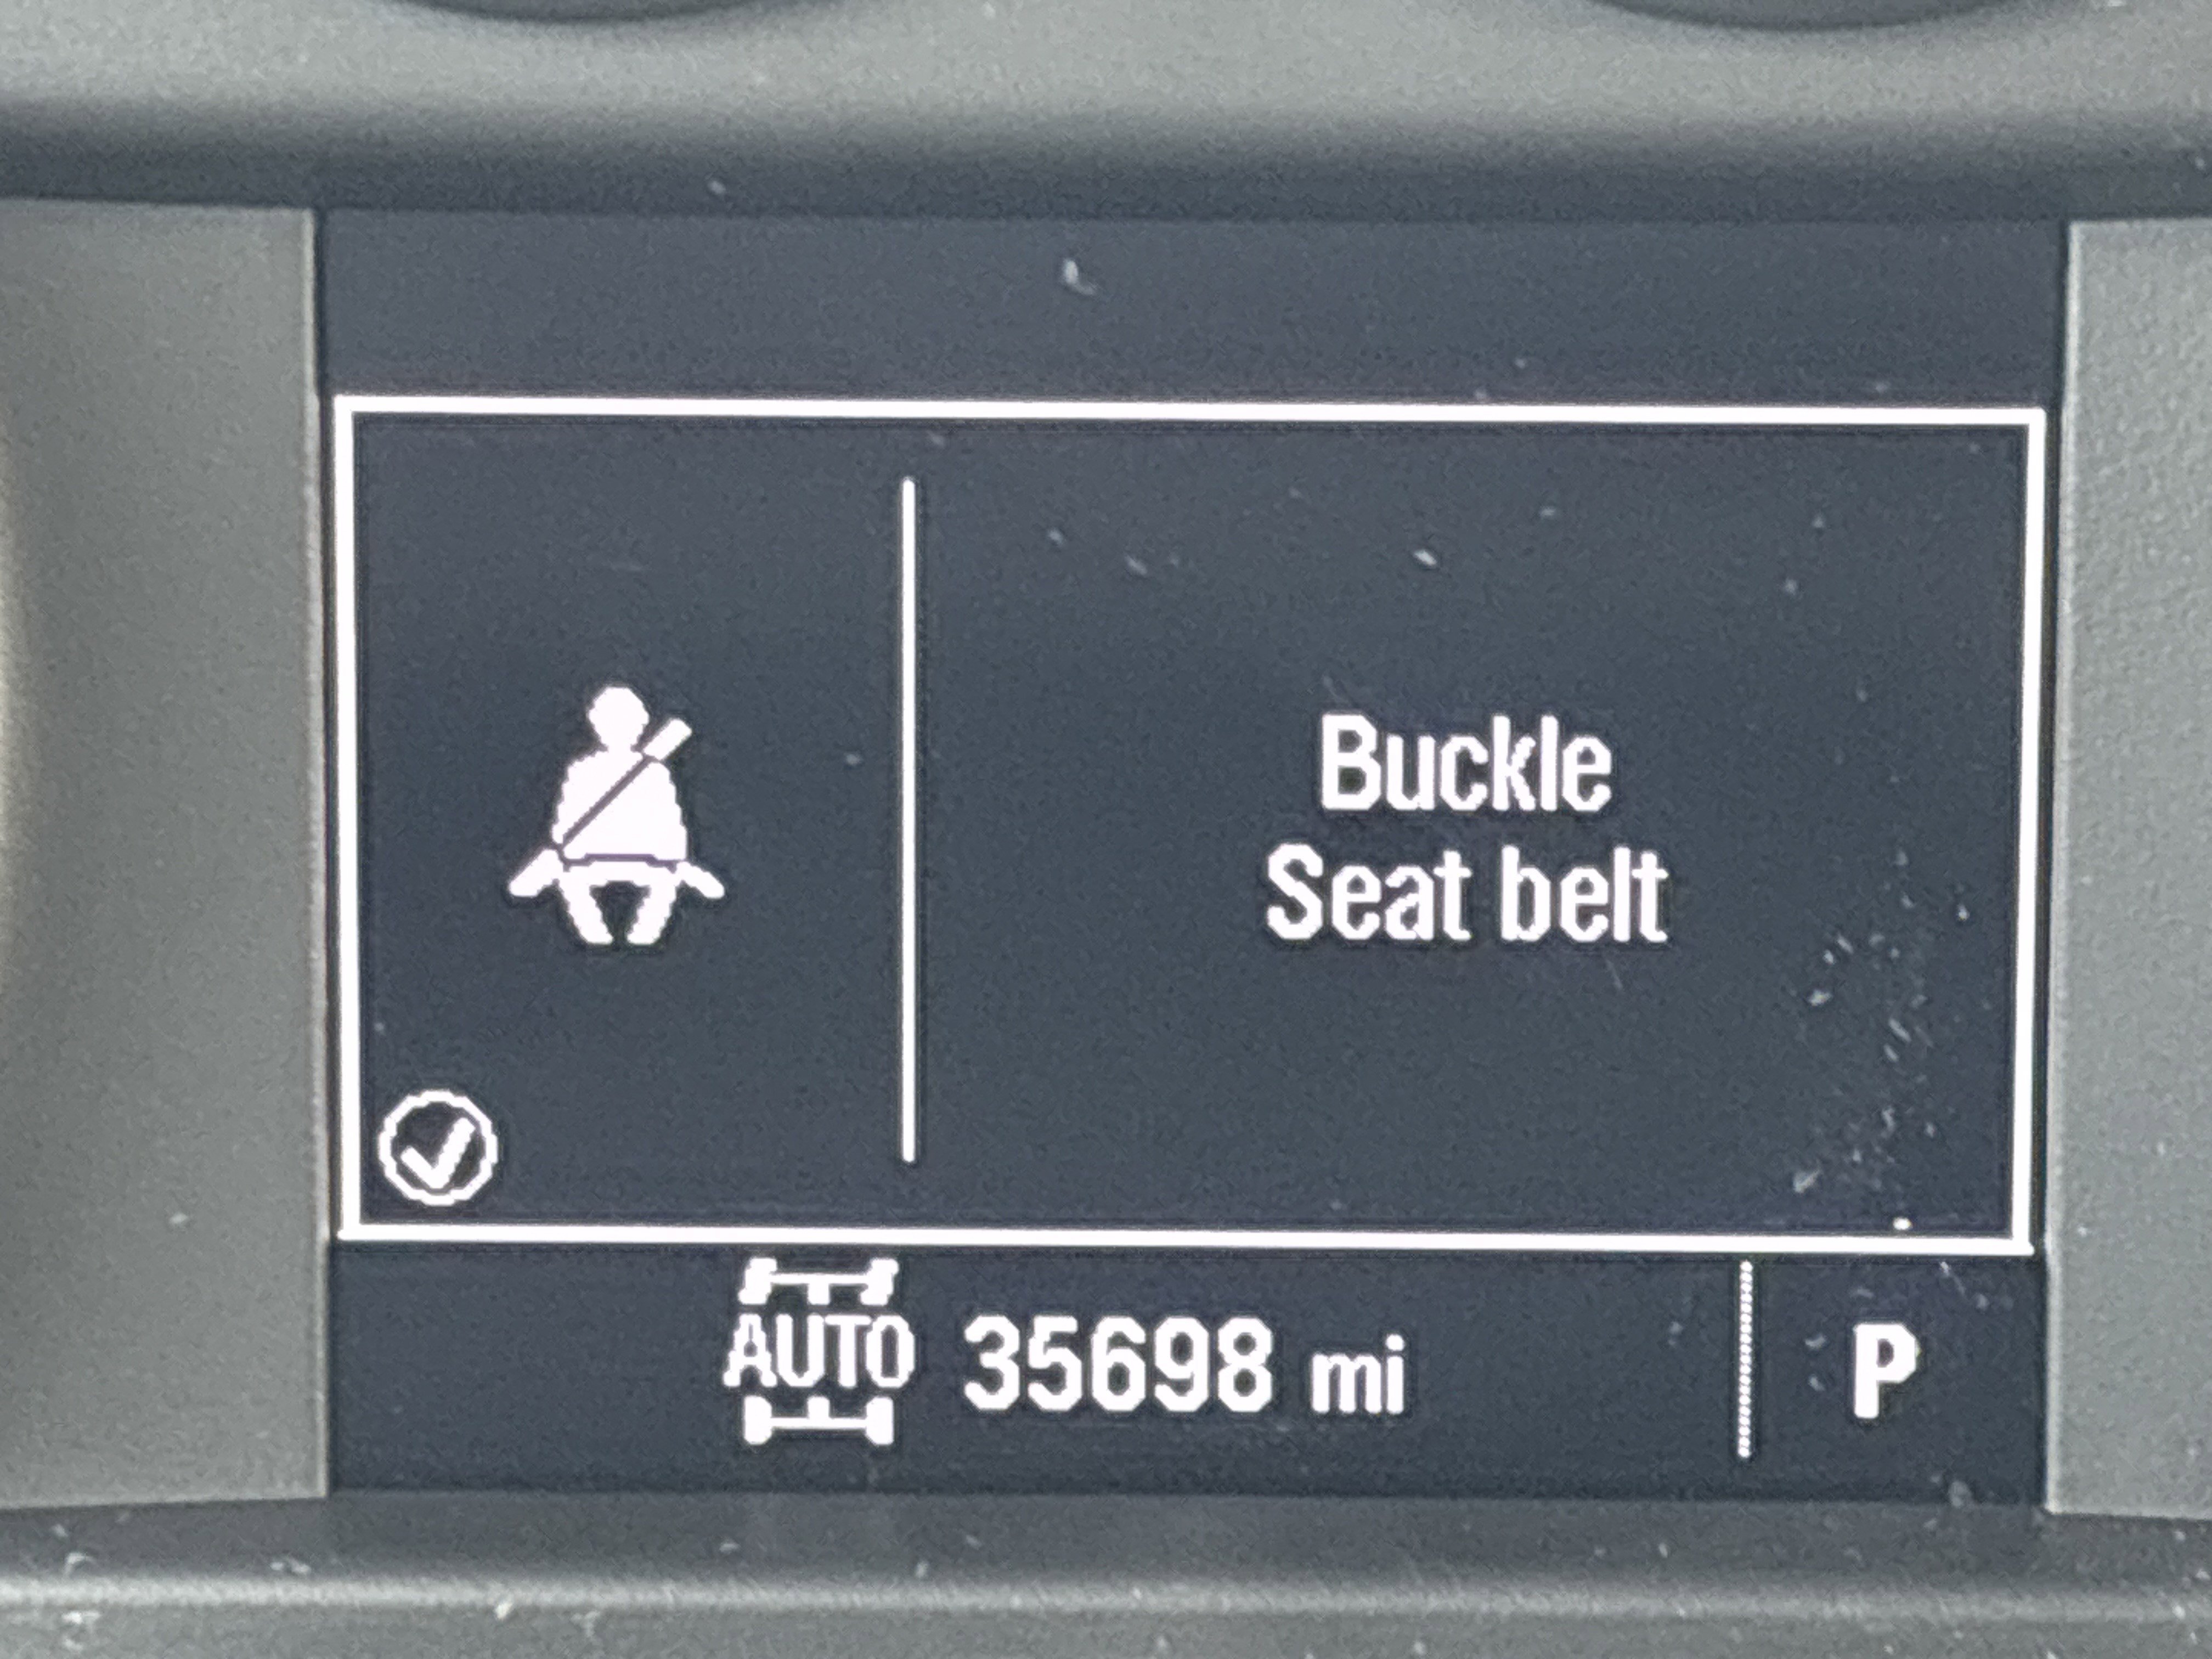 Buckle
Seat belt
AUTO 35698 mi P